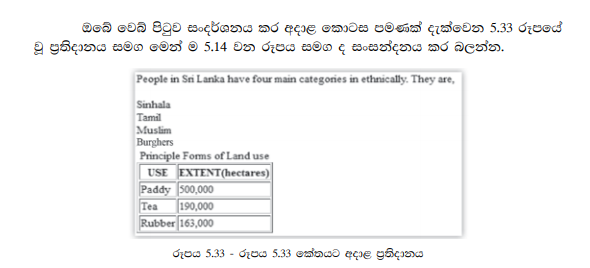 ඔබේ වෙබ් පිටුව සංදර්ශනය කර අදාළ කොටස පමණක් දැක්වෙන 5.33 රූපයේ
වූ ප්‍රතිදානය සමග මෙන් ම 5.14 වන රූපය සමග ද සංසන්දනය කර බලන්න.
People in Sri Lanka have four main categories in ethnically. They are,
Sinhala
Tamil
Muslim
Burghers
Principle Forms of Land use
USE EXTENT(hectares)
Paddy 500,000
Tea 190,000
Rubber 163,000
රූපය 5.33 - රූපය 5.33 කේතයට අදාළ ප්‍රතිදානය